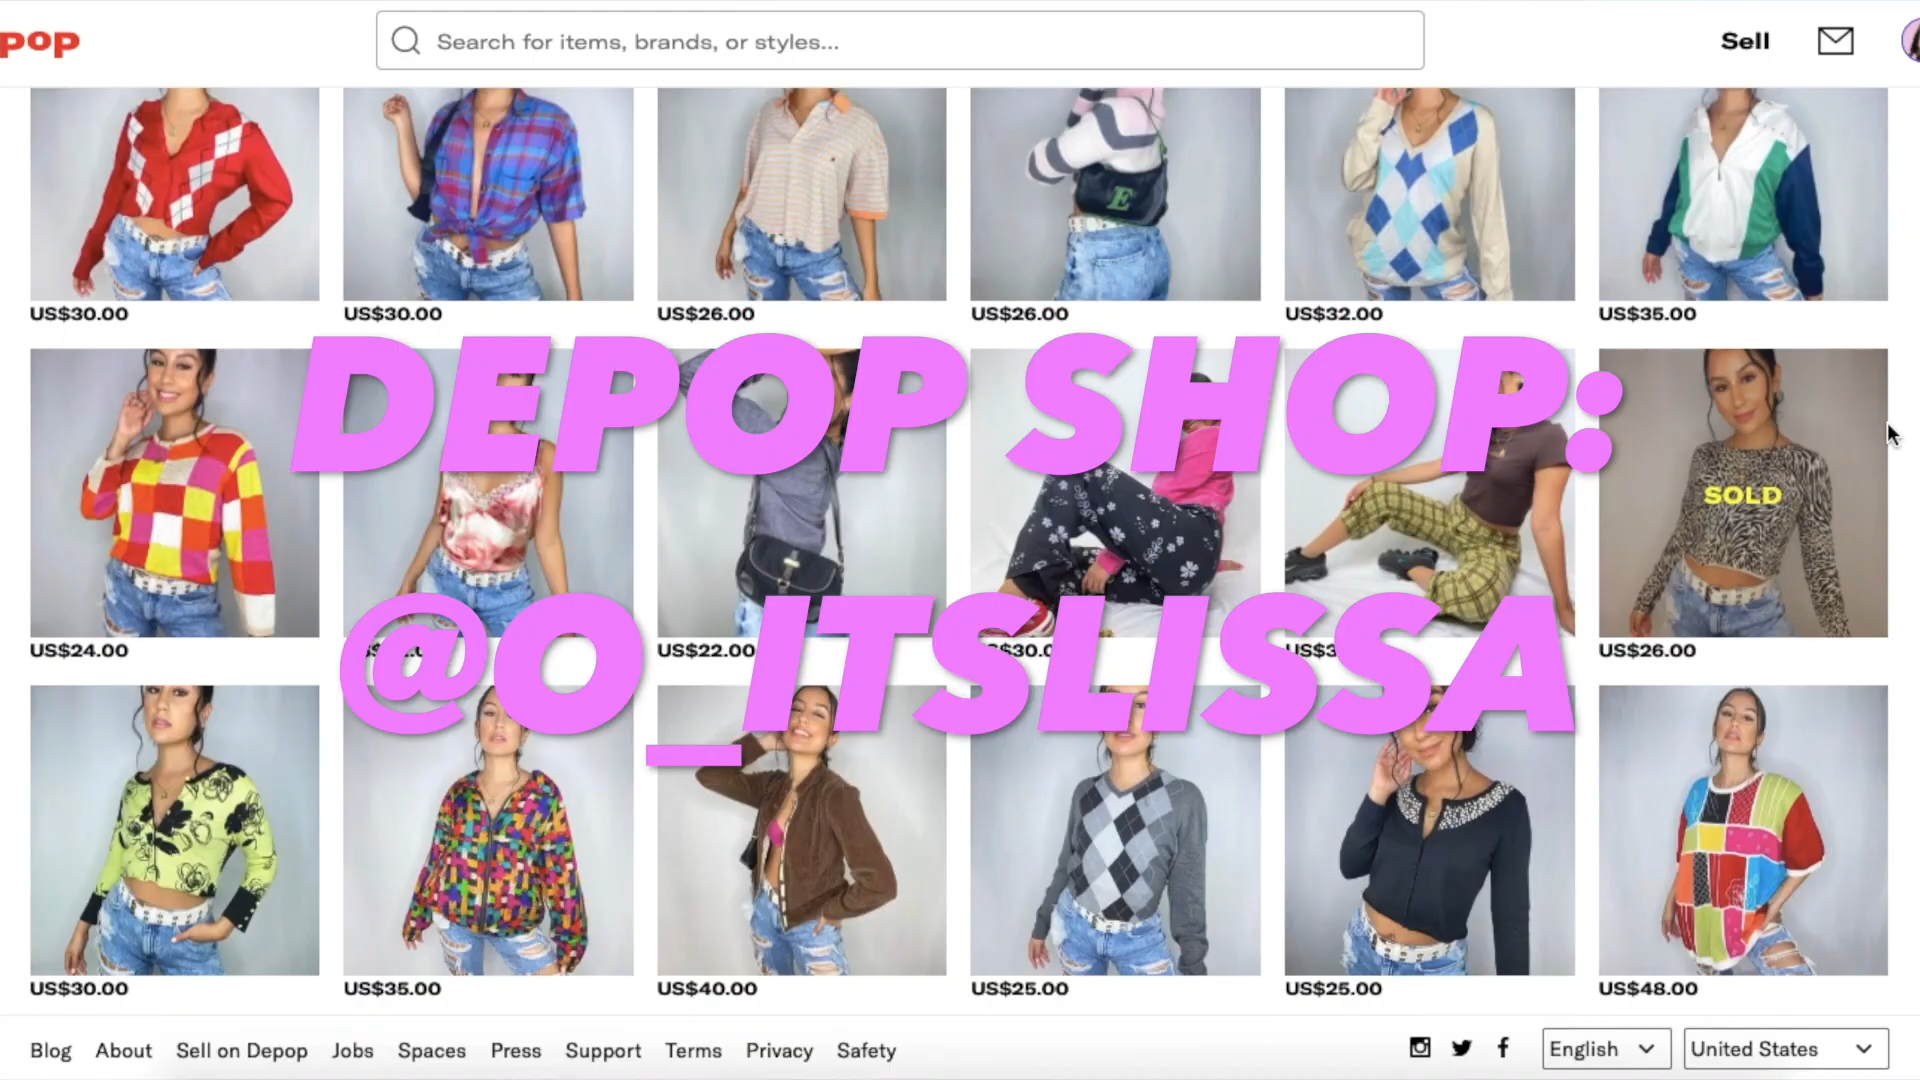 pop
Search for items, brands, or styles...
Sell
E
US$30.00
US$30.00
US$26.00
US$26.00
US$32.00
US$35.00
DEPOP SHOP:
SOLD
US$24.00
US$22.00
US$26.00
@O_ITSLISSA
US$30.00
US$35.00
US$40.00
US$25.00
US$25.00
US$48.00
Blog About Sell on Depop Jobs Spaces Press Support Terms Privacy Safety
English
United States